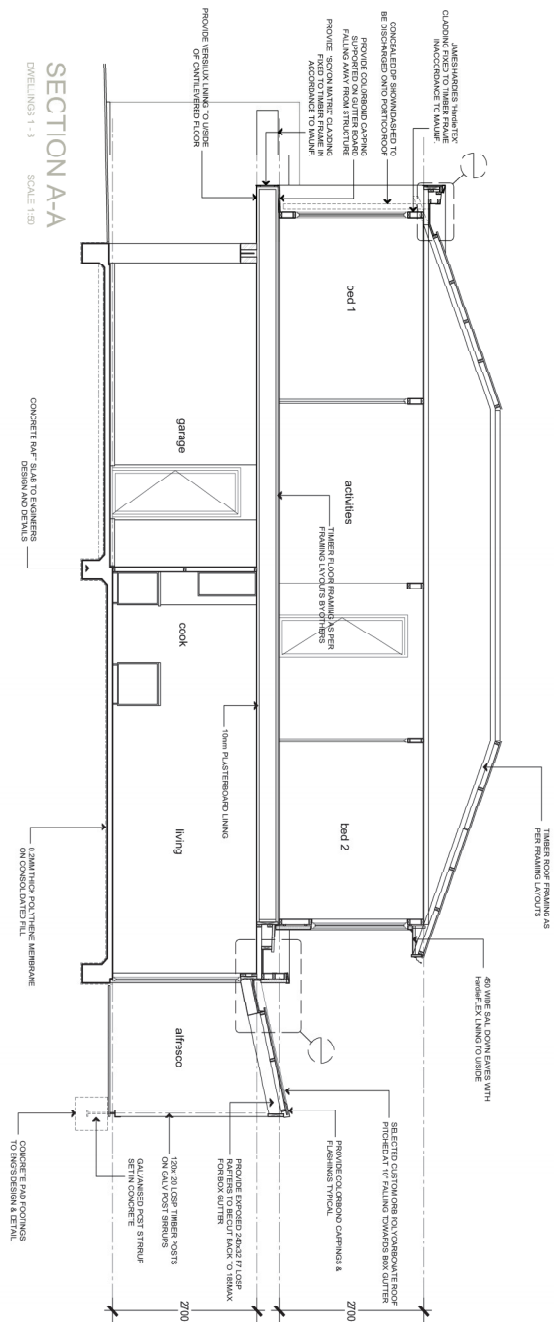 JAMES HARDIES 'HardieTEX'
CLADDING FIXED TO TIMBER FRAME
IN ACCORDANCE TO MANUF.
CONCEALED DP SHOWN DASHED TO
BE DISCHARGED ONTO PORTICO ROOF
PROVIDE COLORBOND CAPPING
SUPPORTED ON GUTTER BOARD
FALLING AWAY FROM STRUCTURE
PROVIDE 'SCYON MATRIX' CLADDING
FIXED TO TIMBER FRAME IN
ACCORDANCE TO MANUF.
PROVIDE VERSILUX LINING TO U/SIDE
OF CANTILEVERED FLOOR
TIMBER ROOF FRAMING AS
PER FRAMING LAYOUTS
450 WIDE SAIL DOWN EAVES WITH
HardieFLEX LINING TO U/SIDE
SELECTED CUSTOM ORB POLYCARBONATE ROOF
PITCHED AT 10° FALLING TOWARDS BOX GUTTER
PROVIDE COLORBOND CAPPINGS &
FLASHINGS TYPICAL
PROVIDE EXPOSED 240x32 F7 LOSP
RAFTERS TO BE CUT BACK TO 185MAX
FOR BOX GUTTER
120x120 LOSP TIMBER POSTS
ON GALV POST STIRRUPS
GALVANISED POST STIRRUP
SET IN CONCRETE
CONCRETE PAD FOOTINGS
TO ENG'S DESIGN & DETAIL
bed 1
activities
bed 2
TIMBER FLOOR FRAMING AS PER
FRAMING LAYOUTS BY OTHERS
10mm PLASTERBOARD LINING
garage
cook
living
alfresco
2700
2700
CONCRETE RAFT SLAB TO ENGINEERS
DESIGN AND DETAILS
0.2MM THICK POLYTHENE MEMBRANE
ON CONSOLIDATED FILL
SECTION A-A
DWELLINGS 1 - 3 SCALE 1:50